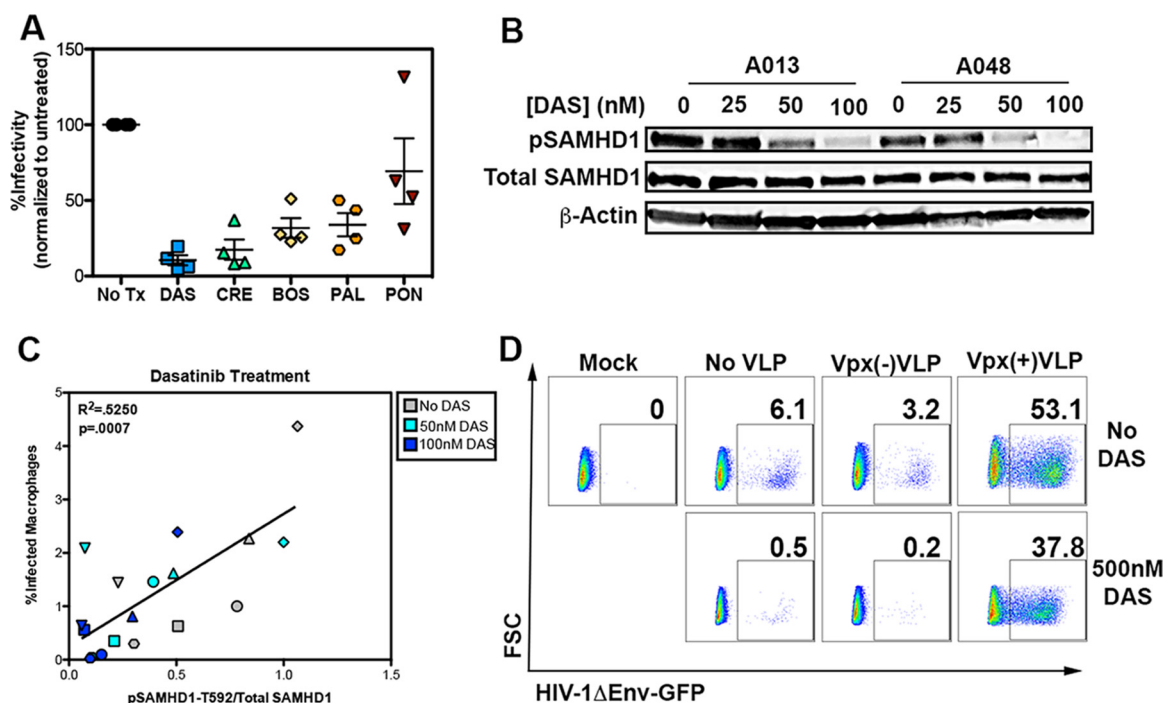 A
%Infectivity
(normalized to untreated)
150
100
50
0
No Tx DAS CRE BOS PAL PON
B
A013 A048
[DAS] (nM) 0 25 50 100 0 25 50 100
pSAMHD1
Total SAMHD1
β-Actin
C
Dasatinib Treatment
R²=.5250
p=.0007
No DAS
50nM DAS
100nM DAS
%Infected Macrophages
5
4
3
2
1
0
0.0 0.5 1.0 1.5
pSAMHD1-T592/Total SAMHD1
D
Mock No VLP Vpx(-)VLP Vpx(+)VLP
0 6.1 3.2 53.1
No
DAS
0.5 0.2 37.8
500nM
DAS
FSC
HIV-1ΔEnv-GFP